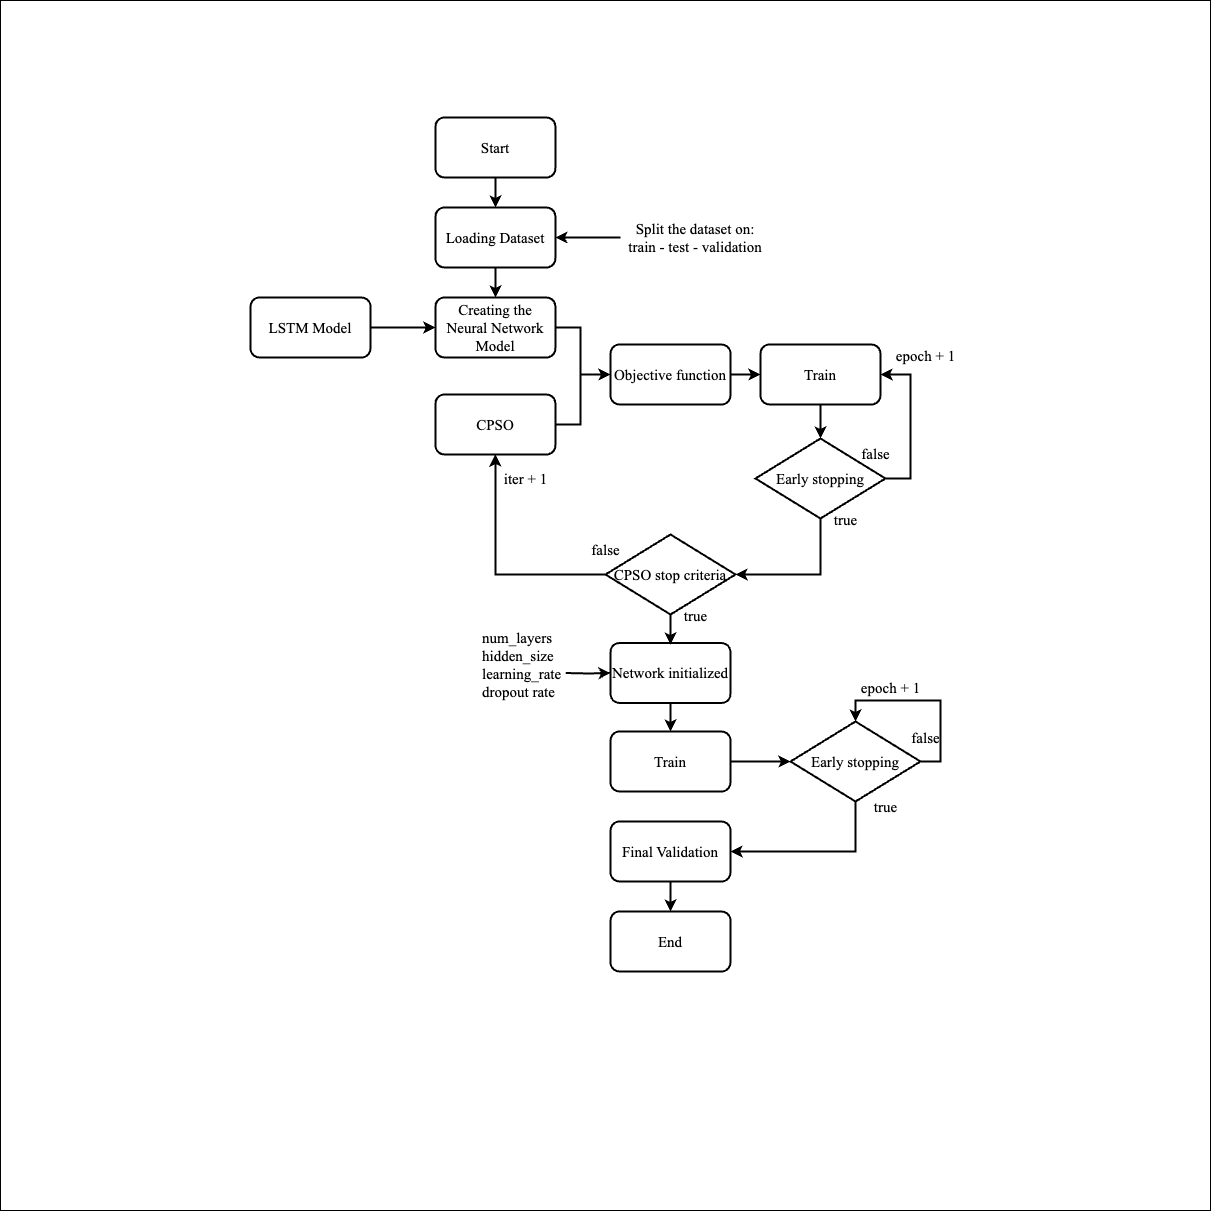 Start
Loading Dataset
Split the dataset on:
train - test - validation
LSTM Model
Creating the
Neural Network
Model
Objective function
Train
epoch + 1
CPSO
false
Early stopping
iter + 1
true
false
CPSO stop criteria
true
num_layers
hidden_size
learning_rate
dropout rate
Network initialized
epoch + 1
false
Train
Early stopping
true
Final Validation
End